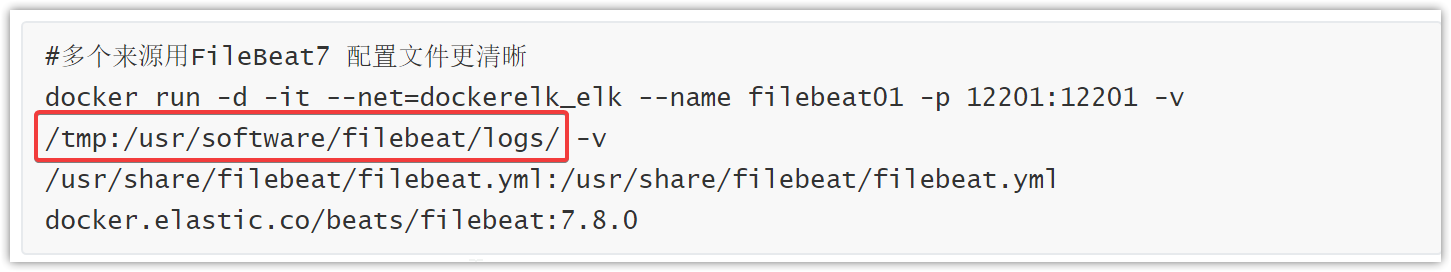 #多个来源用FileBeat7 配置文件更清晰
docker run -d -it --net=dockerelk_elk --name filebeat01 -p 12201:12201 -v
/tmp:/usr/software/filebeat/logs/ -v
/usr/share/filebeat/filebeat.yml:/usr/share/filebeat/filebeat.yml
docker.elastic.co/beats/filebeat:7.8.0